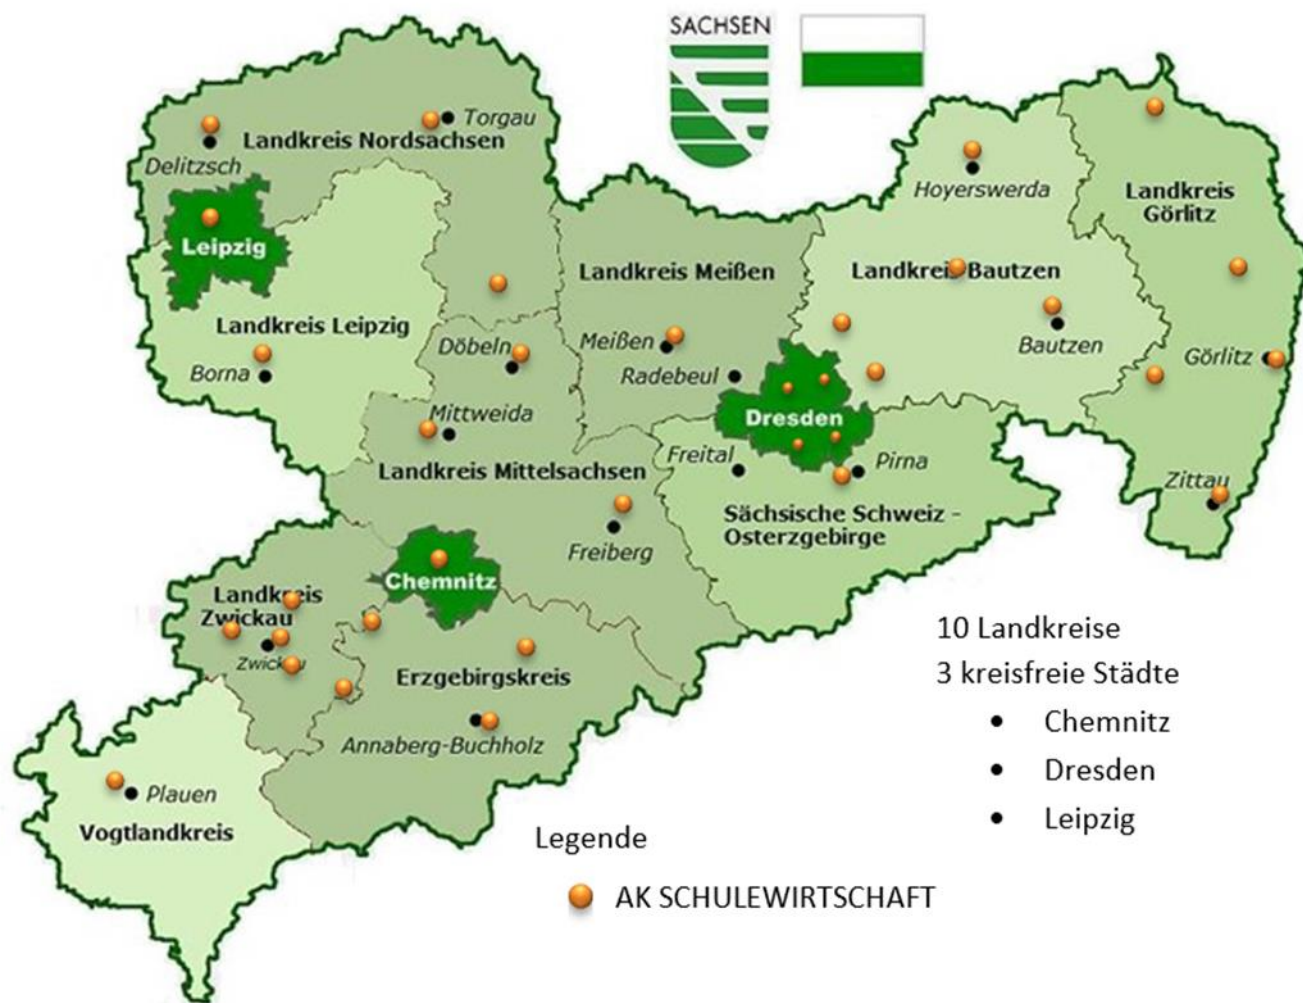 SACHSEN
Torgau
Landkreis Nordsachsen
Delitzsch
Hoyerswerda
Landkreis
Görlitz
Leipzig
Landkreis Meißen
Landkreis Bautzen
Landkreis Leipzig
Döbeln
Meißen
Bautzen
Görlitz
Borna
Radebeul
Mittweida
Dresden
Freital
Pirna
Landkreis Mittelsachsen
Zittau
Sächsische Schweiz -
Osterzgebirge
Freiberg
Chemnitz
Landkreis
Zwickau
Zwickau
Erzgebirgskreis
Annaberg-Buchholz
Plauen
Vogtlandkreis
10 Landkreise
3 kreisfreie Städte
• Chemnitz
• Dresden
• Leipzig
Legende
AK SCHULEWIRTSCHAFT